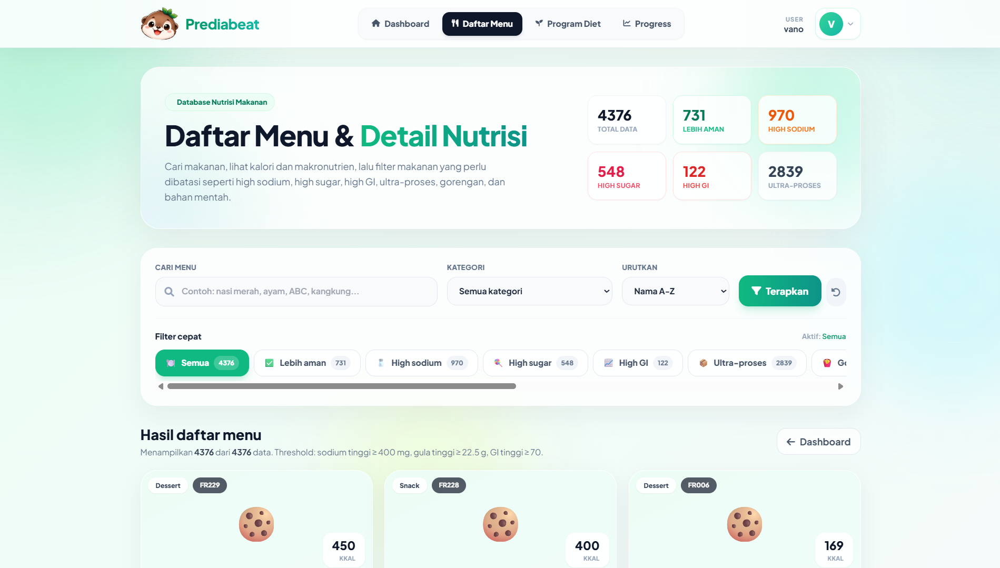 Prediabeat
Dashboard
Daftar Menu
Program Diet
Progress
USER
vano
V
Database Nutrisi Makanan
Daftar Menu & Detail Nutrisi
Cari makanan, lihat kalori dan makronutrien, lalu filter makanan yang perlu
dibatasi seperti high sodium, high sugar, high GI, ultra-proses, gorengan, dan
bahan mentah.
4376
TOTAL DATA
731
LEBIH AMAN
970
HIGH SODIUM
548
HIGH SUGAR
122
HIGH GI
2839
ULTRA-PROSES
CARI MENU
Contoh: nasi merah, ayam, ABC, kangkung...
KATEGORI
Semua kategori
URUTKAN
Nama A-Z
Terapkan
Filter cepat
Aktif: Semua
Semua 4376
Lebih aman 731
High sodium 970
High sugar 548
High GI 122
Ultra-proses 2839
Hasil daftar menu
Menampilkan 4376 dari 4376 data. Threshold: sodium tinggi ≥ 400 mg, gula tinggi ≥ 22.5 g, GI tinggi ≥ 70.
Dashboard
Dessert FR229
450
KKAL
Snack FR228
400
KKAL
Dessert FR006
169
KKAL